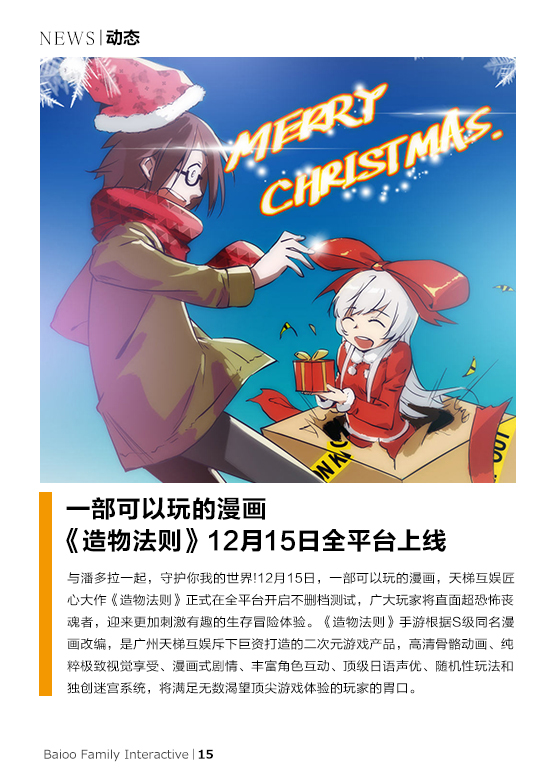 NEWS|动态
MERRY
CHRISTMAS.
OUT
一部可以玩的漫画
《造物法则》12月15日全平台上线
与潘多拉一起，守护你我的世界!12月15日，一部可以玩的漫画，天梯互娱匠
心大作《造物法则》正式在全平台开启不删档测试，广大玩家将直面超恐怖丧
魂者，迎来更加刺激有趣的生存冒险体验。《造物法则》手游根据S级同名漫
画改编，是广州天梯互娱斥下巨资打造的二次元游戏产品，高清骨骼动画、纯
粹极致视觉享受、漫画式剧情、丰富角色互动、顶级日语声优、随机性玩法和
独创迷宫系统，将满足无数渴望顶尖游戏体验的玩家的胃口。
Baioo Family Interactive|15